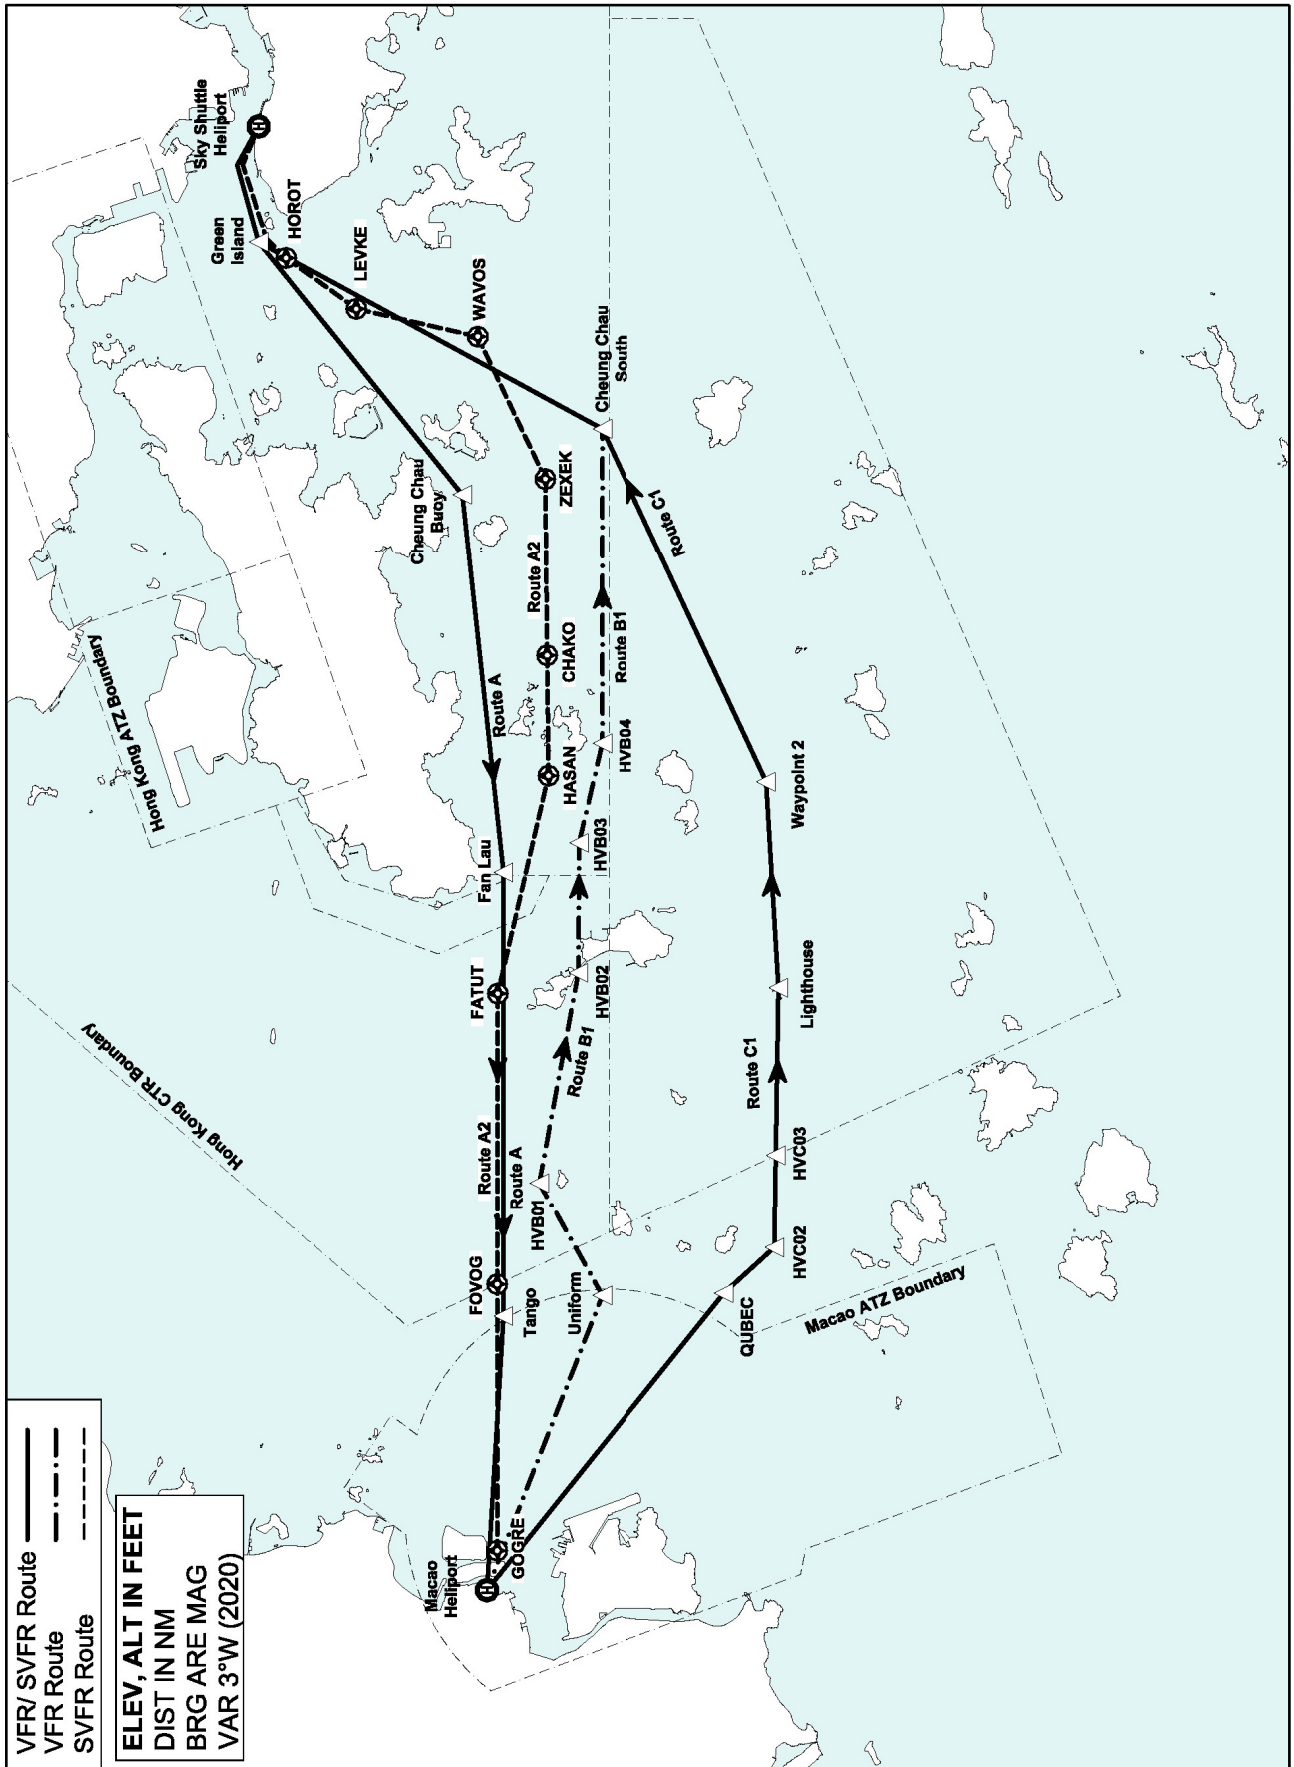 VFR/ SVFR Route
VFR Route
SVFR Route
ELEV, ALT IN FEET
DIST IN NM
BRG ARE MAG
VAR 3°W (2020)
Sky Shuttle
Heliport
Green
Island
HOROT
LEVKE
WAVOS
Cheung Chau
South
ZEXEK
Cheung Chau
Buoy
Route A2
Route C1
CHAKO
Route B1
Route A
HASAN
HVB04
Hong Kong ATZ Boundary
Waypoint 2
Fan Lau
HVB03
FATUT
HVB02
Lighthouse
Hong Kong CTR Boundary
Route B1
Route C1
Route A2
Route A
HVB01
HVC03
FOVOG
Tango
Uniform
HVC02
QUBEC
Macao ATZ Boundary
Macao
Heliport
GOGRE
H
H